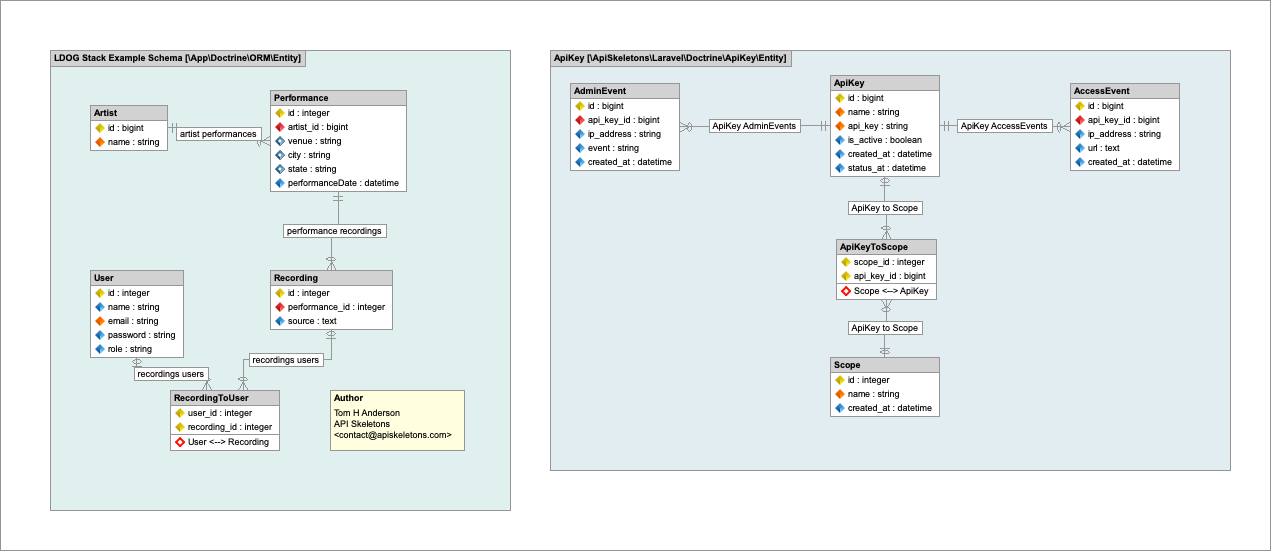 LDOG Stack Example Schema [\App\Doctrine\ORM\Entity]
Artist
id : bigint
name : string
artist performances
Performance
id : integer
artist_id : bigint
venue : string
city : string
state : string
performanceDate : datetime
performance recordings
User
id : integer
name : string
email : string
password : string
role : string
Recording
id : integer
performance_id : integer
source : text
recordings users
recordings users
RecordingToUser
user_id : integer
recording_id : integer
User <--> Recording
Author
Tom H Anderson
API Skeletons
<contact@apiskeletons.com>
ApiKey [\ApiSkeletons\Laravel\Doctrine\ApiKey\Entity]
AdminEvent
id : bigint
api_key_id : bigint
ip_address : string
event : string
created_at : datetime
ApiKey AdminEvents
ApiKey
id : bigint
name : string
api_key : string
is_active : boolean
created_at : datetime
status_at : datetime
ApiKey AccessEvents
AccessEvent
id : bigint
api_key_id : bigint
ip_address : string
url : text
created_at : datetime
ApiKey to Scope
ApiKeyToScope
scope_id : integer
api_key_id : bigint
Scope <--> ApiKey
ApiKey to Scope
Scope
id : integer
name : string
created_at : datetime